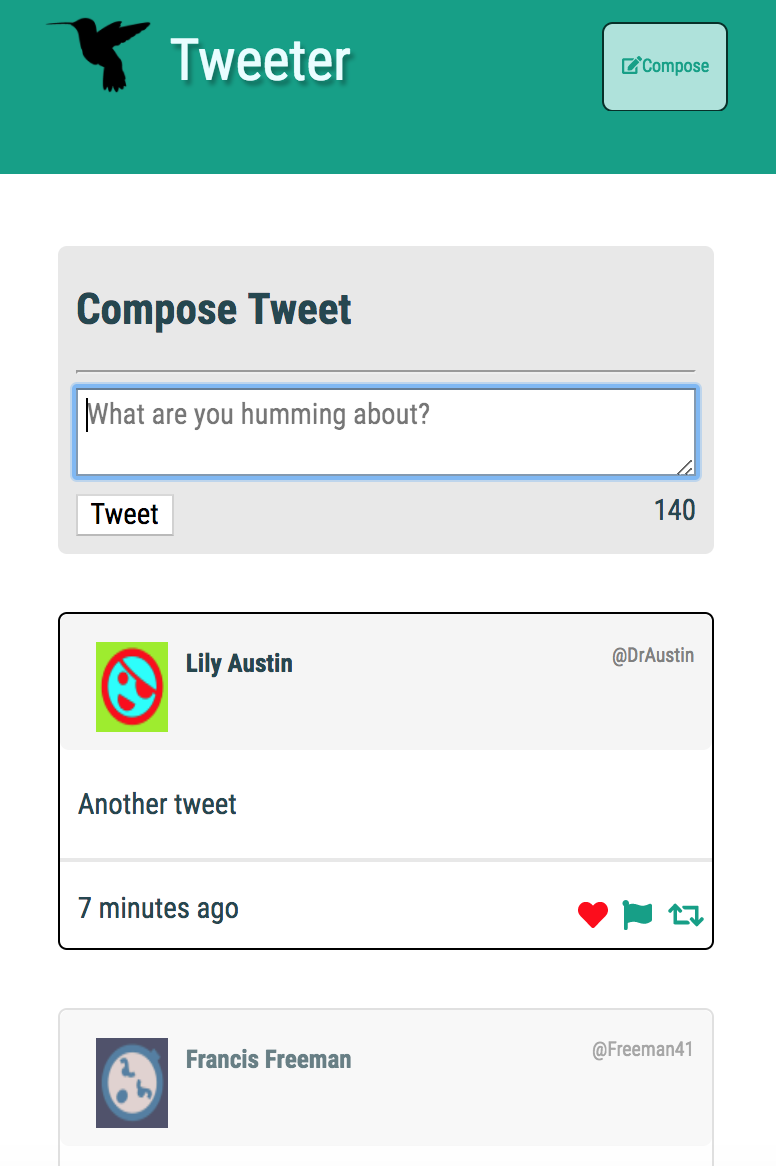 Tweeter
Compose
Compose Tweet
What are you humming about?
Tweet
140
Lily Austin
@DrAustin
Another tweet
7 minutes ago
Francis Freeman
@Freeman41